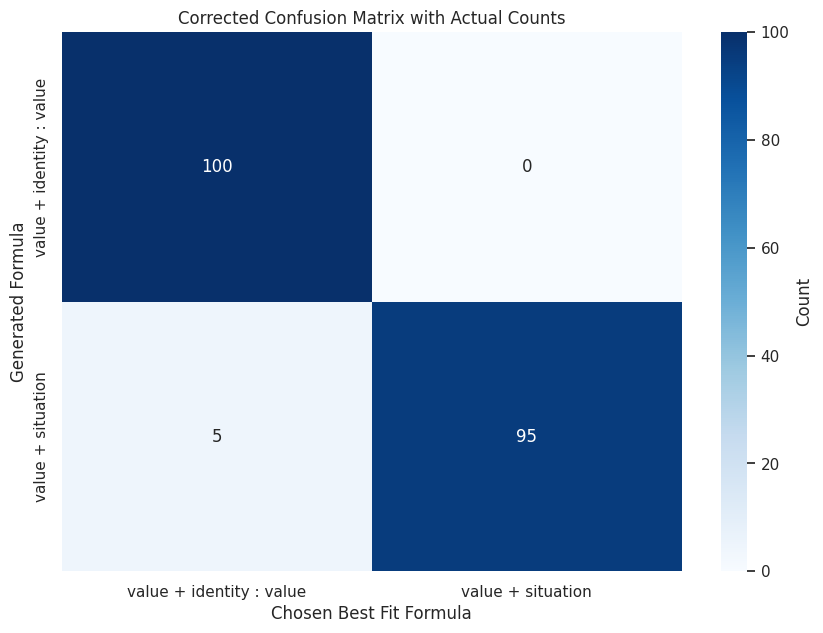 Corrected Confusion Matrix with Actual Counts
Generated Formula
value + identity : value
value + situation
100
0
5
95
value + identity : value
value + situation
Chosen Best Fit Formula
100
80
60
40
20
0
Count